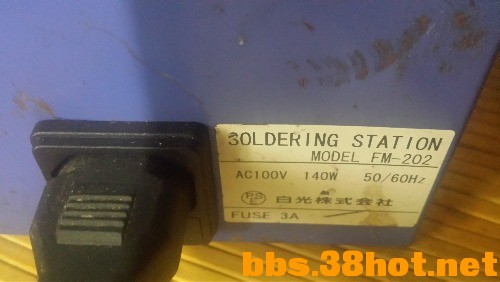 SOLDERING STATION
MODEL FM-202
AC100V 140W 50/60Hz
白光株式会社
FUSE 3A
bbs.38hot.net